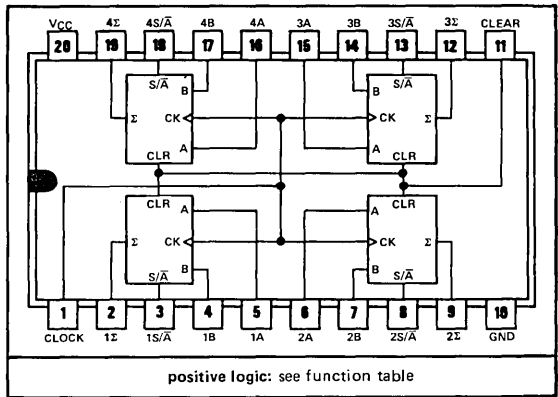 VCC 4Σ 4S/A̅ 4B 4A 3A 3B 3S/A̅ 3Σ CLEAR
20 19 18 17 16 15 14 13 12 11
S/A̅ S/A̅
B B
Σ CK CK Σ
A A
CLR CLR
CLR CLR
A A
Σ CK CK Σ
B B
S/A̅ S/A̅
1 2 3 4 5 6 7 8 9 10
CLOCK 1Σ 1S/A̅ 1B 1A 2A 2B 2S/A̅ 2Σ GND
positive logic: see function table